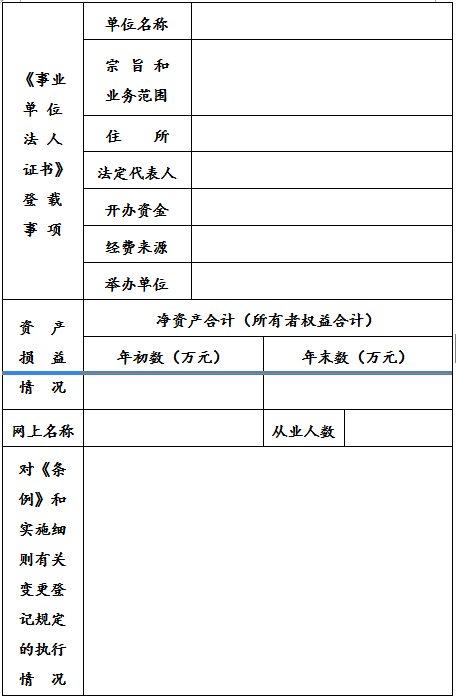 《事业
单 位
法 人
证书》
登 载
事 项
单位名称
宗 旨 和
业务范围
住 所
法定代表人
开办资金
经费来源
举办单位
资 产
损 益
情 况
净资产合计（所有者权益合计）
年初数（万元）
年末数（万元）
网上名称
从业人数
对《条
例》和
实施细
则有关
变更登
记规定
的执行
情 况